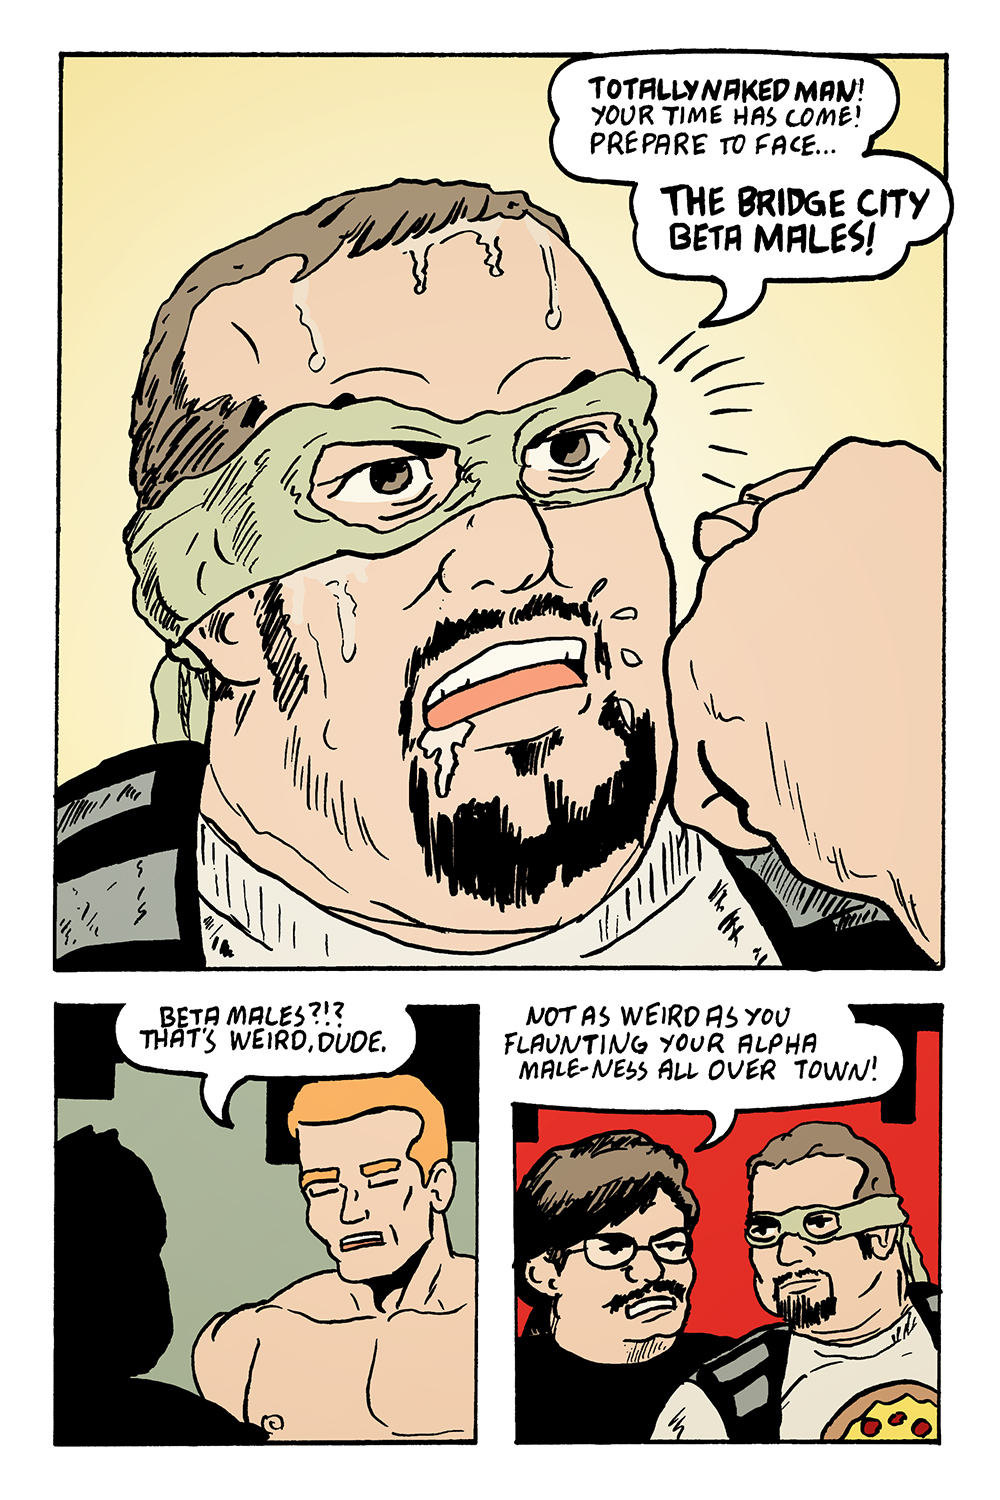 TOTALLY NAKED MAN!
YOUR TIME HAS COME!
PREPARE TO FACE...
THE BRIDGE CITY
BETA MALES!
BETA MALES?!?
THAT'S WEIRD, DUDE.
NOT AS WEIRD AS YOU
FLAUNTING YOUR ALPHA
MALE-NESS ALL OVER TOWN!